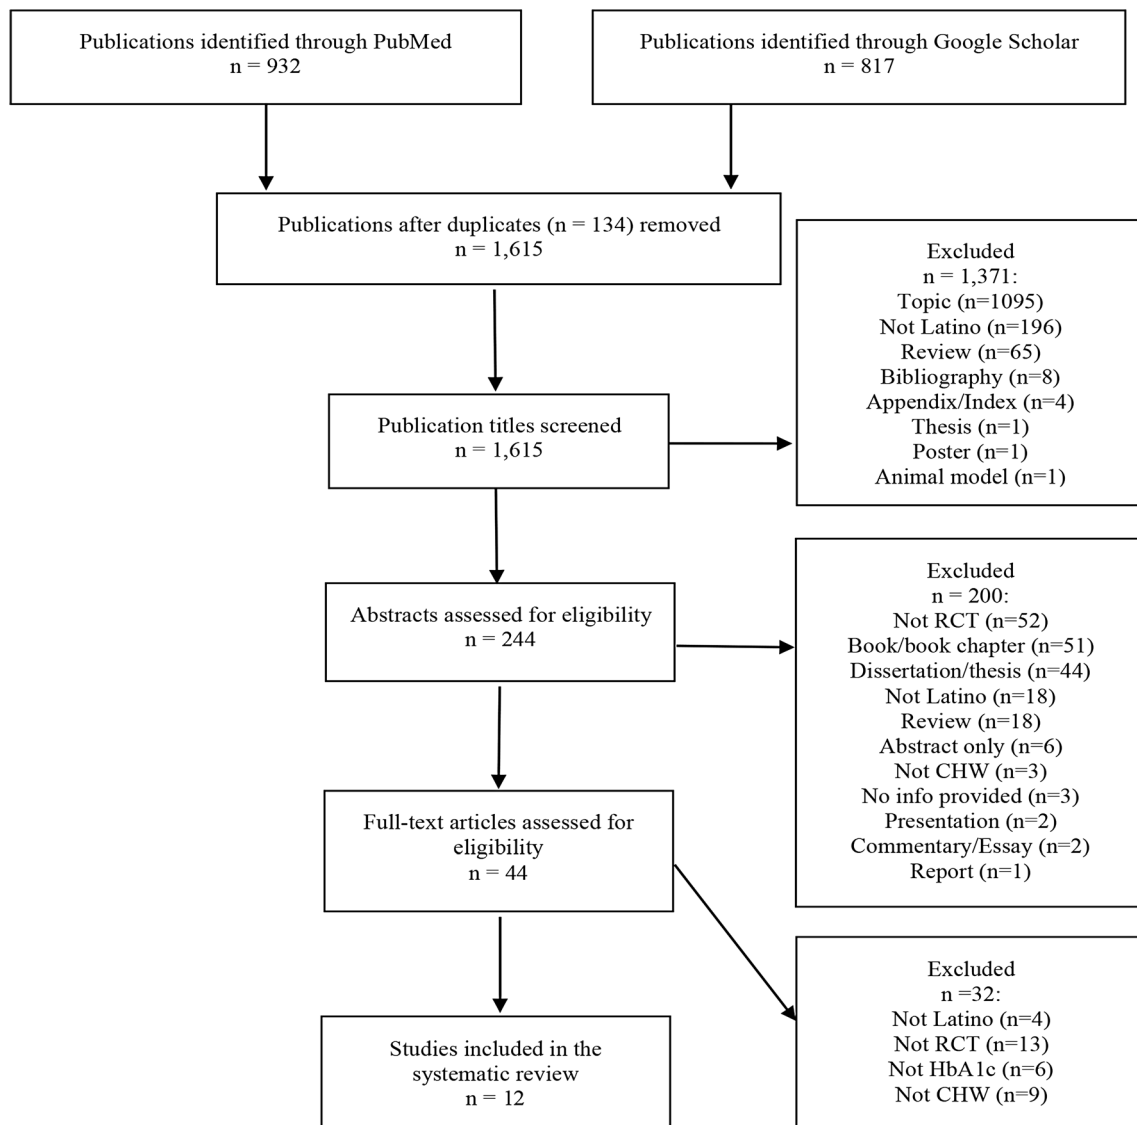 Publications identified through PubMed
n = 932
Publications identified through Google Scholar
n = 817
Publications after duplicates (n = 134) removed
n = 1,615
Publication titles screened
n = 1,615
Excluded
n = 1,371:
Topic (n=1095)
Not Latino (n=196)
Review (n=65)
Bibliography (n=8)
Appendix/Index (n=4)
Thesis (n=1)
Poster (n=1)
Animal model (n=1)
Abstracts assessed for eligibility
n = 244
Excluded
n = 200:
Not RCT (n=52)
Book/book chapter (n=51)
Dissertation/thesis (n=44)
Not Latino (n=18)
Review (n=18)
Abstract only (n=6)
Not CHW (n=3)
No info provided (n=3)
Presentation (n=2)
Commentary/Essay (n=2)
Report (n=1)
Full-text articles assessed for
eligibility
n = 44
Excluded
n =32:
Not Latino (n=4)
Not RCT (n=13)
Not HbA1c (n=6)
Not CHW (n=9)
Studies included in the
systematic review
n = 12